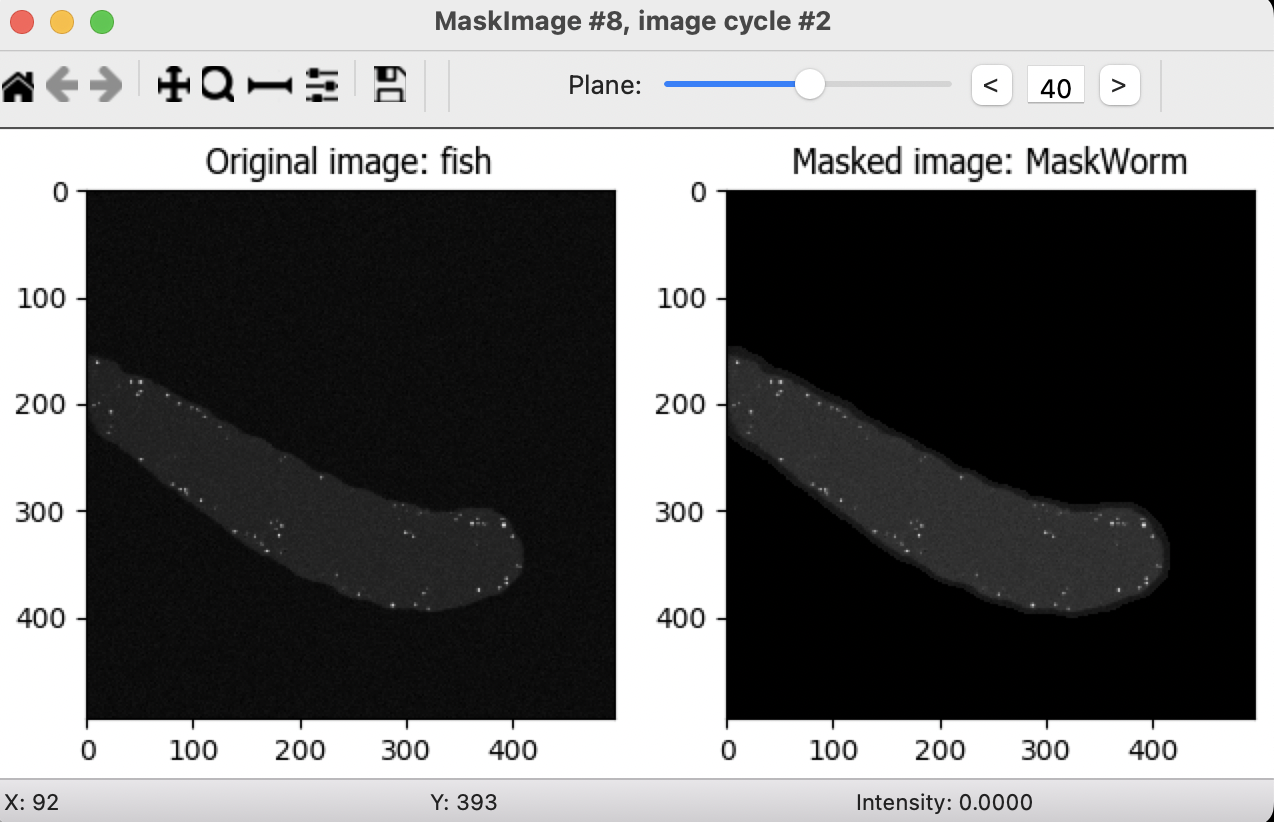 MaskImage #8, image cycle #2
Plane: < 40 >
Original image: fish Masked image: MaskWorm
0 0
100 100
200 200
300 300
400 400
0 100 200 300 400 0 100 200 300 400
X: 92 Y: 393 Intensity: 0.0000